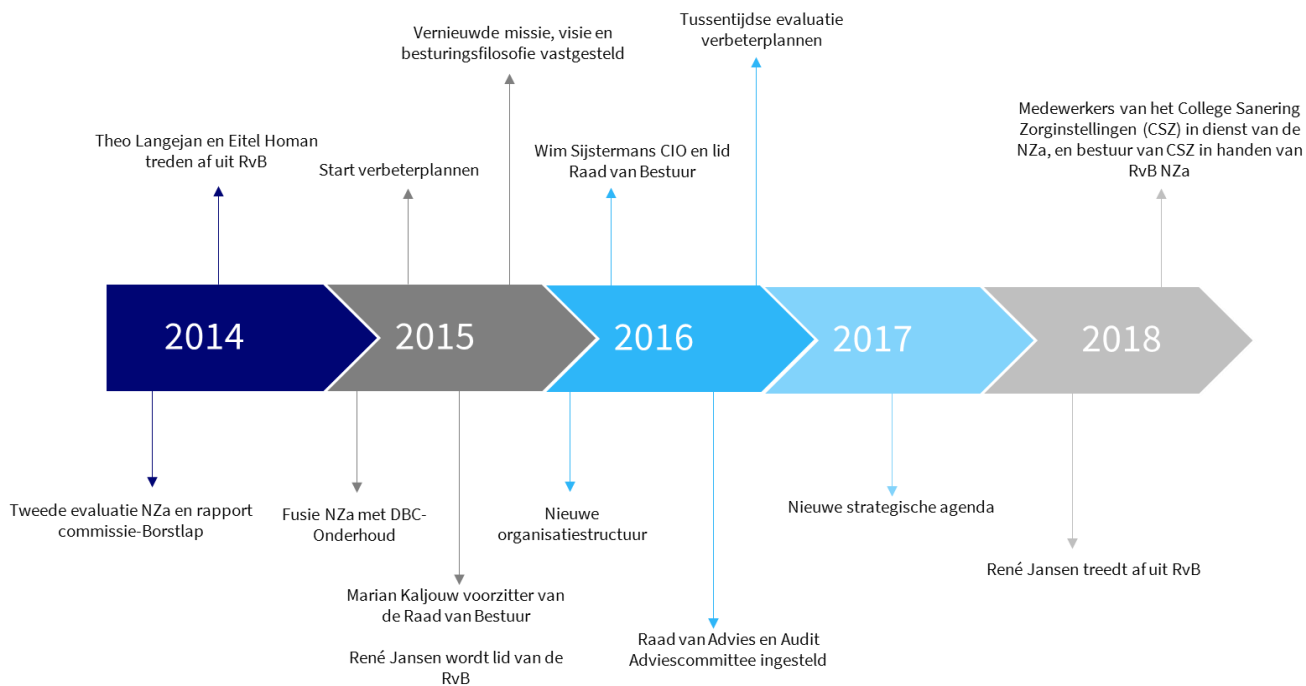 Vernieuwde missie, visie en
besturingsfilosofie vastgesteld
Tussentijdse evaluatie
verbeterplannen
Theo Langejan en Eitel Homan
treden af uit RvB
Start verbeterplannen
Wim Sijstermans CIO en lid
Raad van Bestuur
Medewerkers van het College Sanering
Zorginstellingen (CSZ) in dienst van de
NZa, en bestuur van CSZ in handen van
RvB NZa
2014
2015
2016
2017
2018
Tweede evaluatie NZa en rapport
commissie-Borstlap
Fusie NZa met DBC-
Onderhoud
Marian Kaljouw voorzitter van
de Raad van Bestuur
René Jansen wordt lid van de
RvB
Nieuwe
organisatiestructuur
Raad van Advies en Audit
Adviescommittee ingesteld
Nieuwe strategische agenda
René Jansen treedt af uit RvB